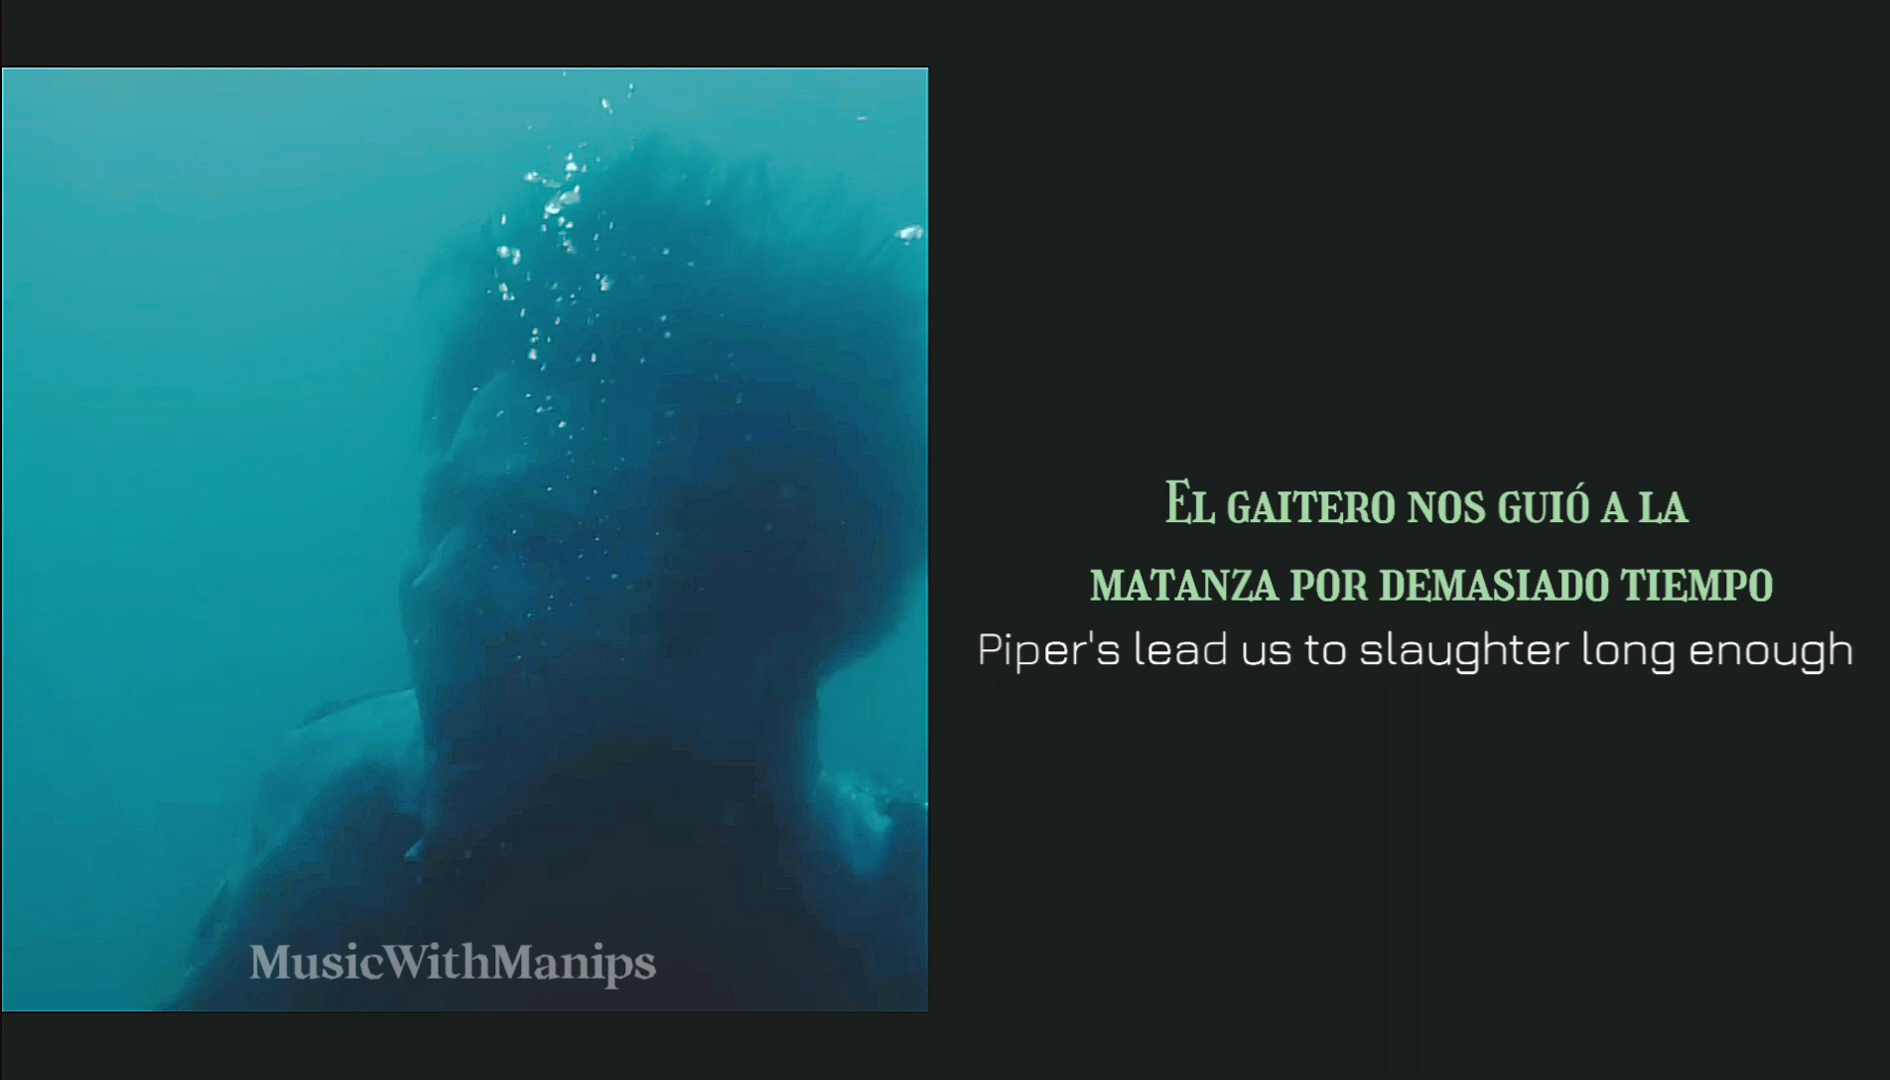 El gaitero nos guió a la
matanza por demasiado tiempo
Piper's lead us to slaughter long enough
MusicWithManips